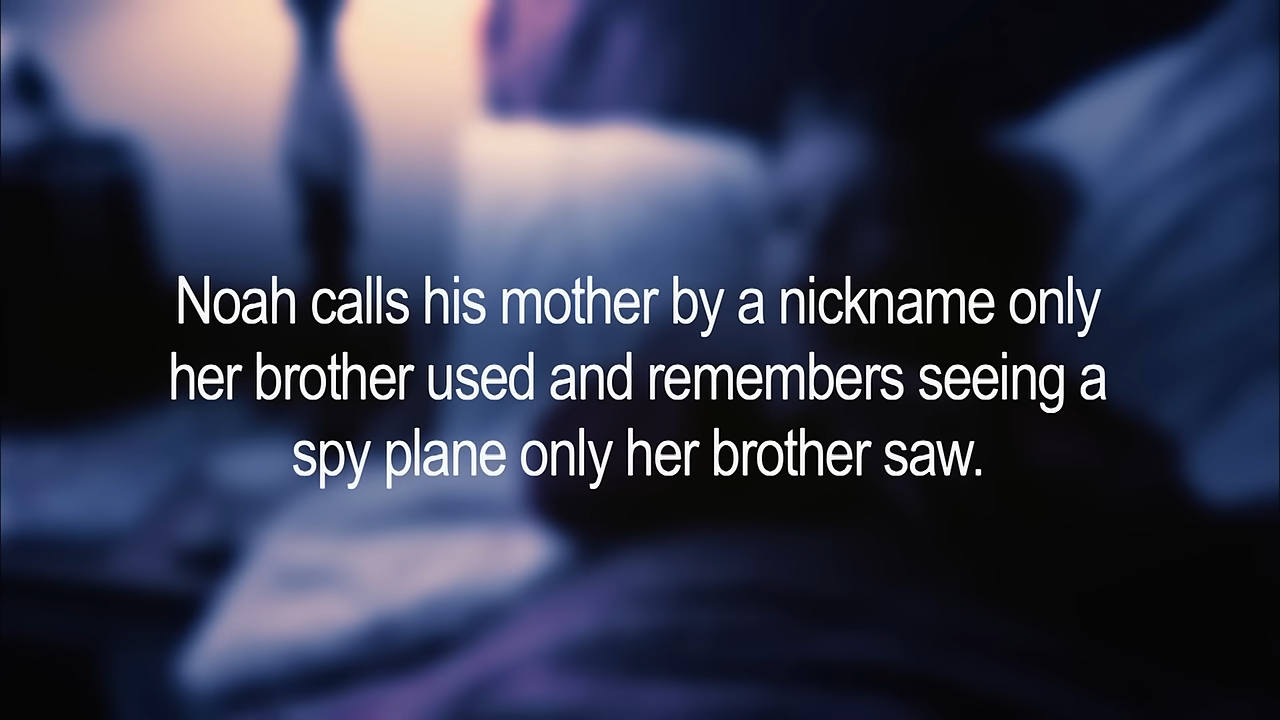 Noah calls his mother by a nickname only
her brother used and remembers seeing a
spy plane only her brother saw.